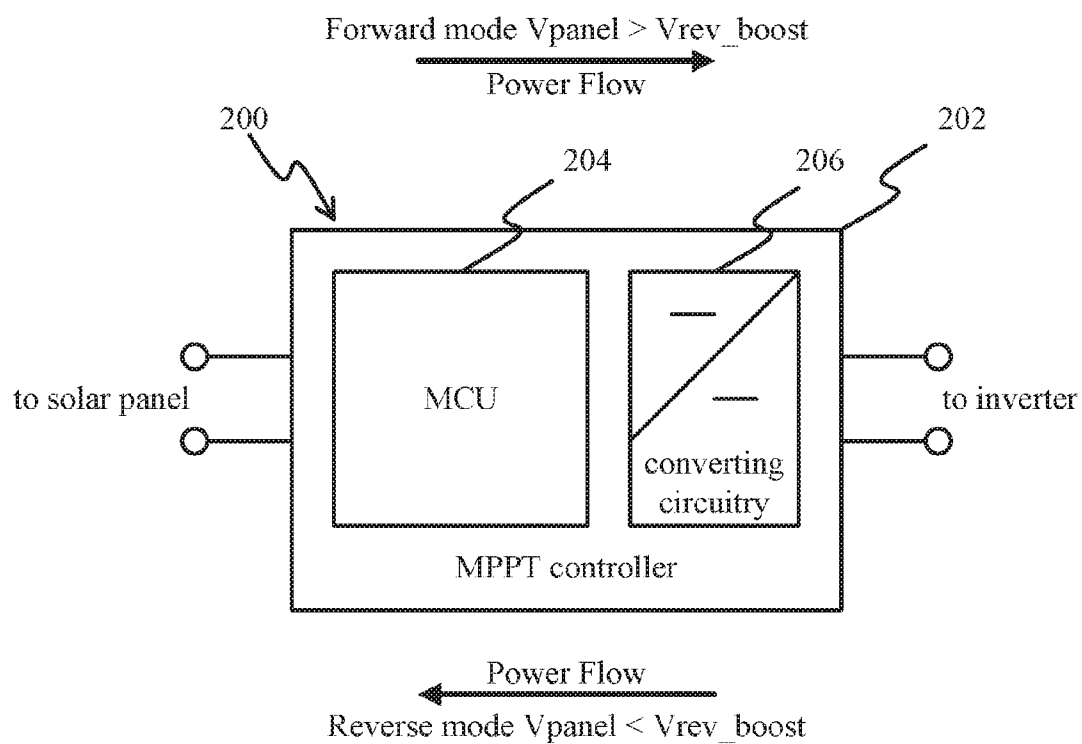 Forward mode Vpanel > Vrev_boost
Power Flow
200
202
204
206
to solar panel
MCU
to inverter
converting
circuitry
MPPT controller
Power Flow
Reverse mode Vpanel < Vrev_boost